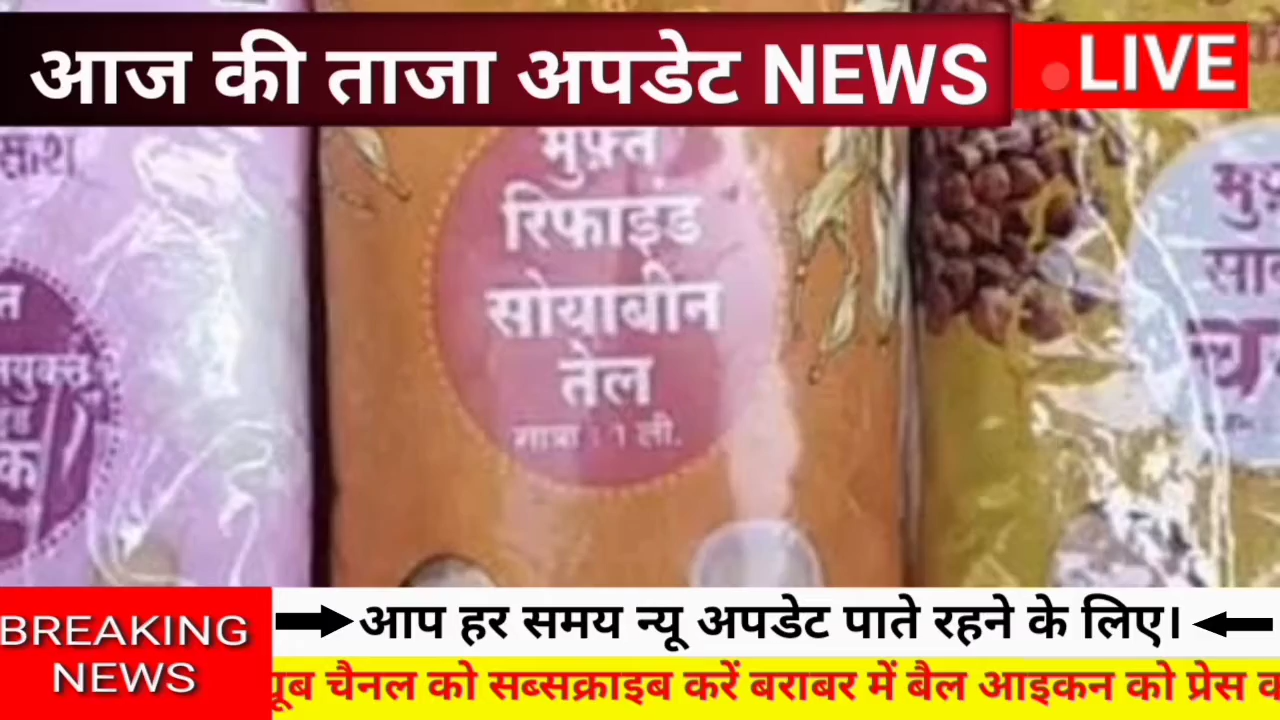 आज की ताजा अपडेट NEWS
LIVE
मुफ़्त
रिफाइंड
सोयाबीन
तेल
मात्रा : 1 ली.
BREAKING
NEWS
आप हर समय न्यू अपडेट पाते रहने के लिए।
चैनल को सब्सक्राइब करें बराबर में बैल आइकन को प्रेस